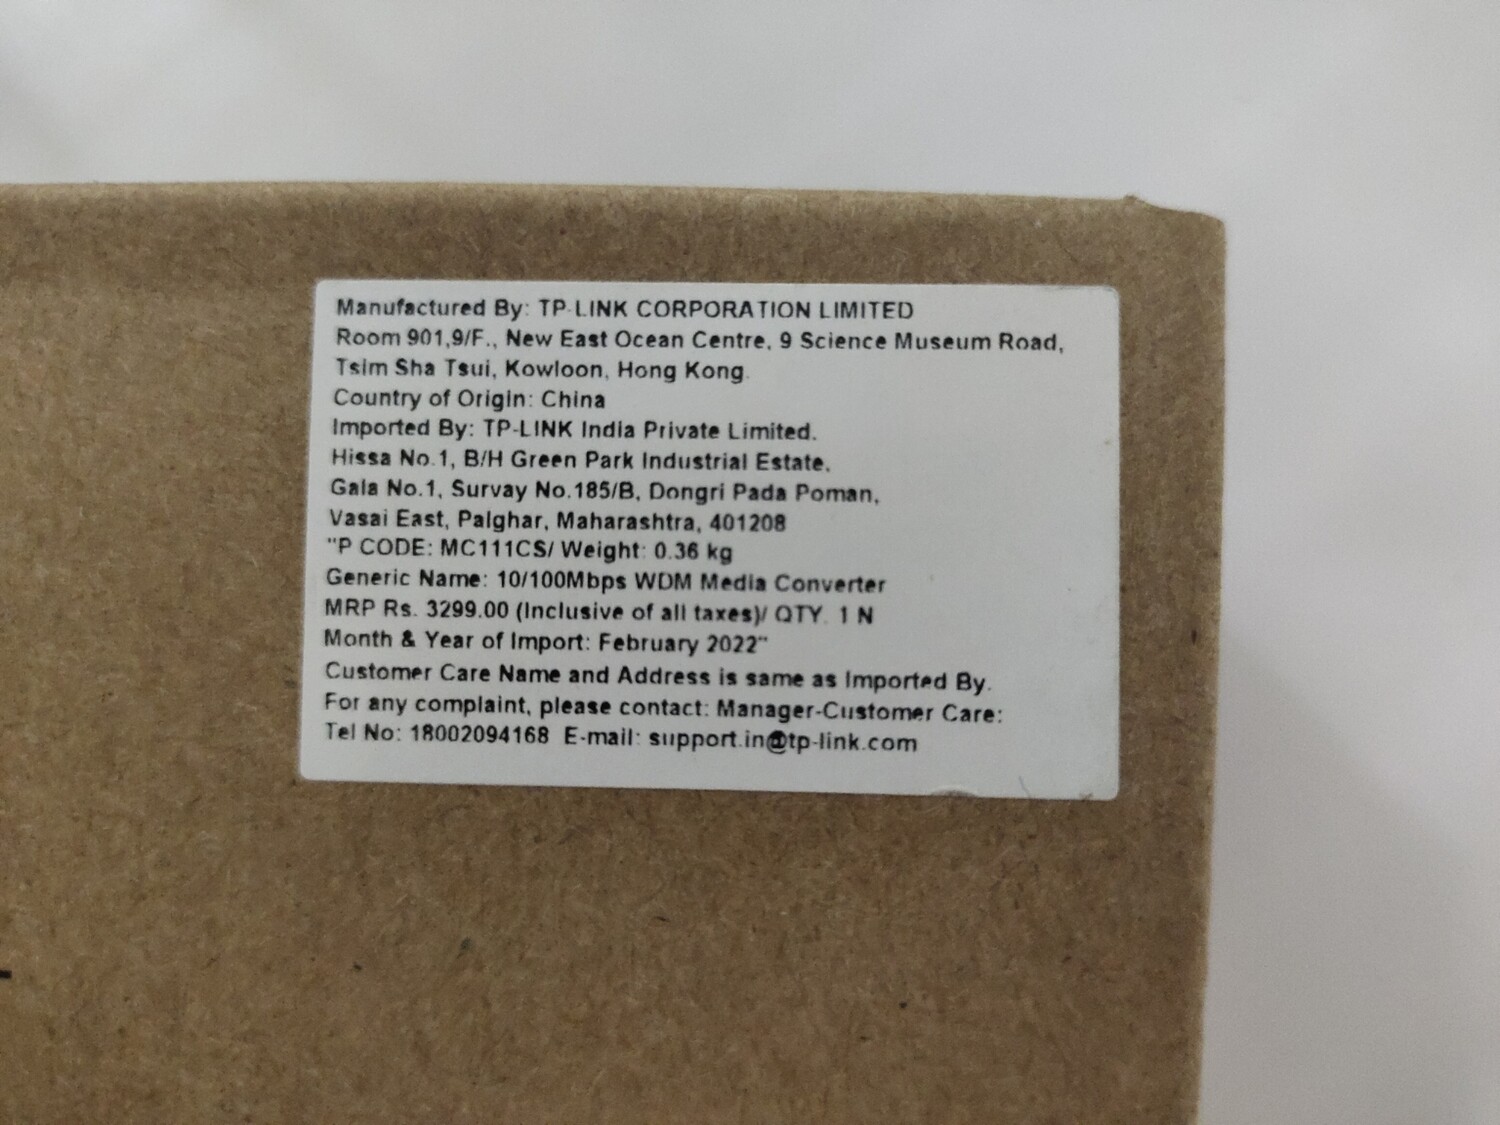 Manufactured By: TP-LINK CORPORATION LIMITED
Room 901,9/F., New East Ocean Centre, 9 Science Museum Road,
Tsim Sha Tsui, Kowloon, Hong Kong.
Country of Origin: China
Imported By: TP-LINK India Private Limited.
Hissa No.1, B/H Green Park Industrial Estate,
Gala No.1, Survay No.185/B, Dongri Pada Poman,
Vasai East, Palghar, Maharashtra, 401208
"P CODE: MC111CS/ Weight: 0.36 kg
Generic Name: 10/100Mbps WDM Media Converter
MRP Rs. 3299.00 (Inclusive of all taxes)/ QTY. 1 N
Month & Year of Import: February 2022"
Customer Care Name and Address is same as Imported By.
For any complaint, please contact: Manager-Customer Care:
Tel No: 18002094168 E-mail: support.in@tp-link.com